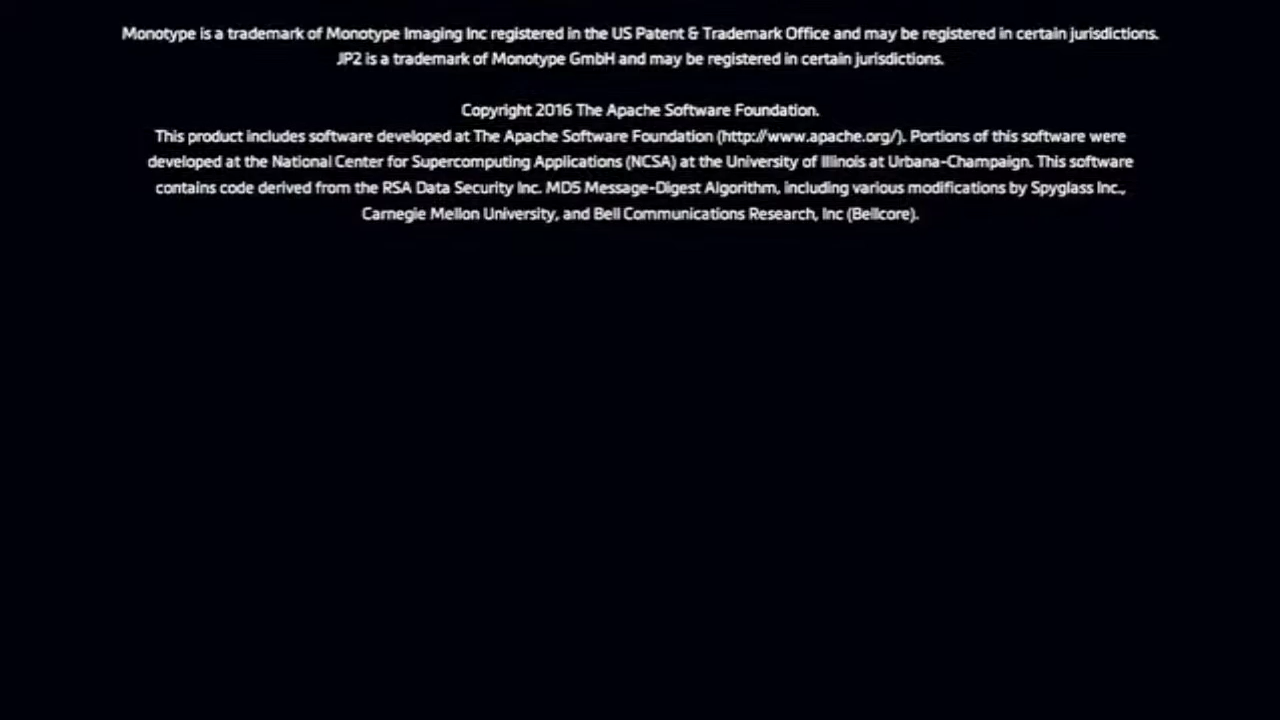 Monotype is a trademark of Monotype Imaging Inc registered in the US Patent & Trademark Office and may be registered in certain jurisdictions.
JP2 is a trademark of Monotype GmbH and may be registered in certain jurisdictions.
Copyright 2016 The Apache Software Foundation.
This product includes software developed at The Apache Software Foundation (http://www.apache.org/). Portions of this software were
developed at the National Center for Supercomputing Applications (NCSA) at the University of Illinois at Urbana-Champaign. This software
contains code derived from the RSA Data Security Inc. MD5 Message-Digest Algorithm, including various modifications by Spyglass Inc.,
Carnegie Mellon University, and Bell Communications Research, Inc (Bellcore).